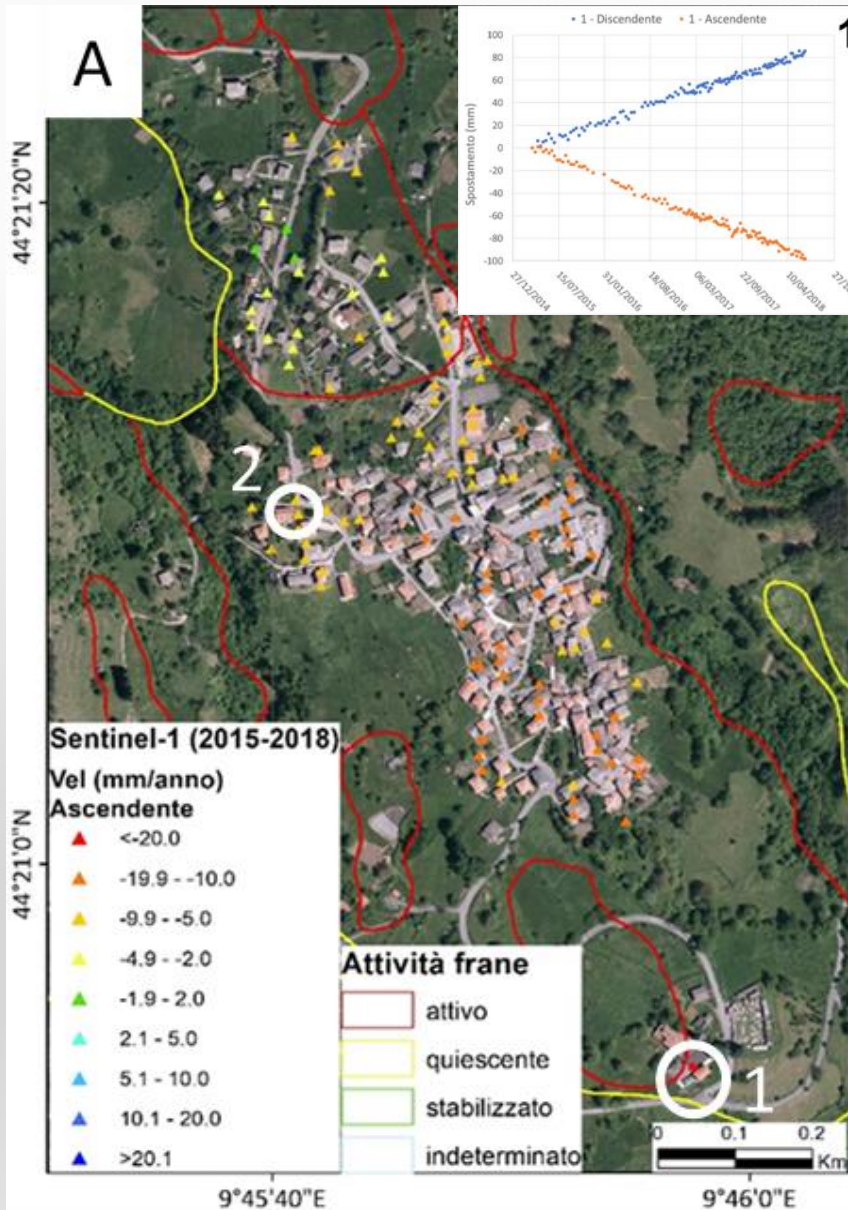 A
1 - Discendente
1 - Ascendente
1
Spostamento (mm)
100
80
60
40
20
0
-20
-40
-60
-80
-100
27/12/2014
15/07/2015
31/01/2016
18/08/2016
06/03/2017
22/09/2017
10/04/2018
44°21'20"N
2
44°21'0"N
Sentinel-1 (2015-2018)
Vel (mm/anno)
Ascendente
<-20.0
-19.9 - -10.0
-9.9 - -5.0
-4.9 - -2.0
-1.9 - 2.0
2.1 - 5.0
5.1 - 10.0
10.1 - 20.0
>20.1
Attività frane
attivo
quiescente
stabilizzato
indeterminato
1
0 0.1 0.2
Km
9°45'40"E
9°46'0"E